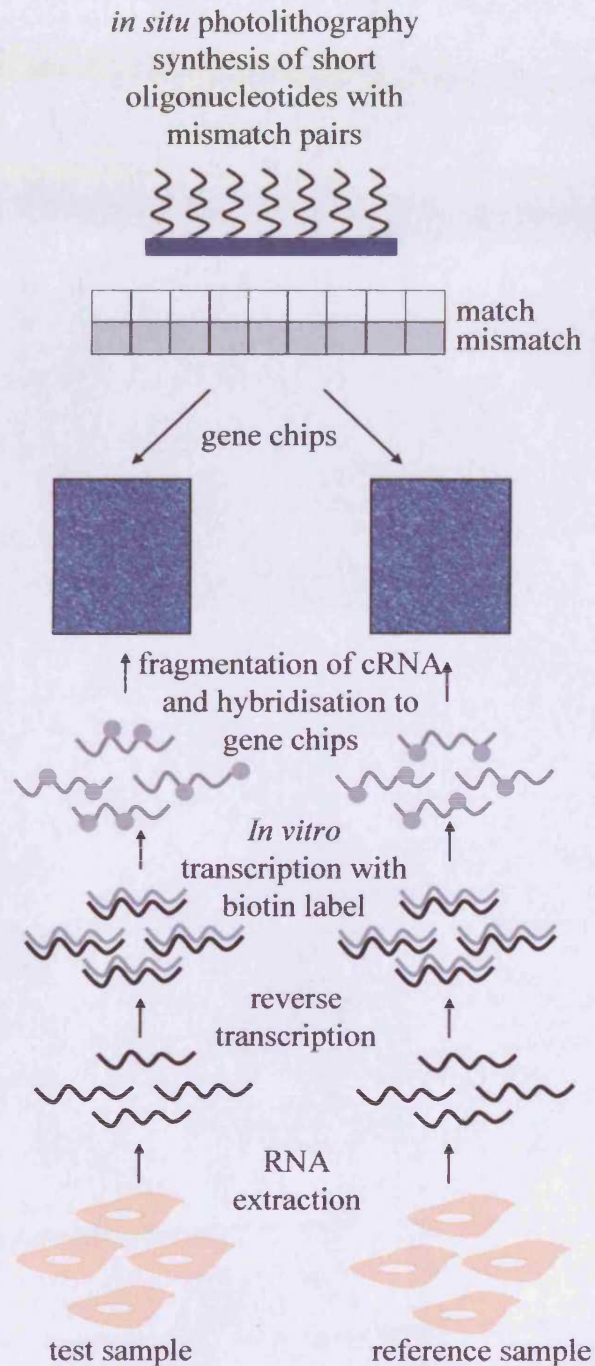 in situ photolithography
synthesis of short
oligonucleotides with
mismatch pairs
match
mismatch
gene chips
fragmentation of cRNA
and hybridisation to
gene chips
In vitro
transcription with
biotin label
reverse
transcription
RNA
extraction
test sample
reference sample